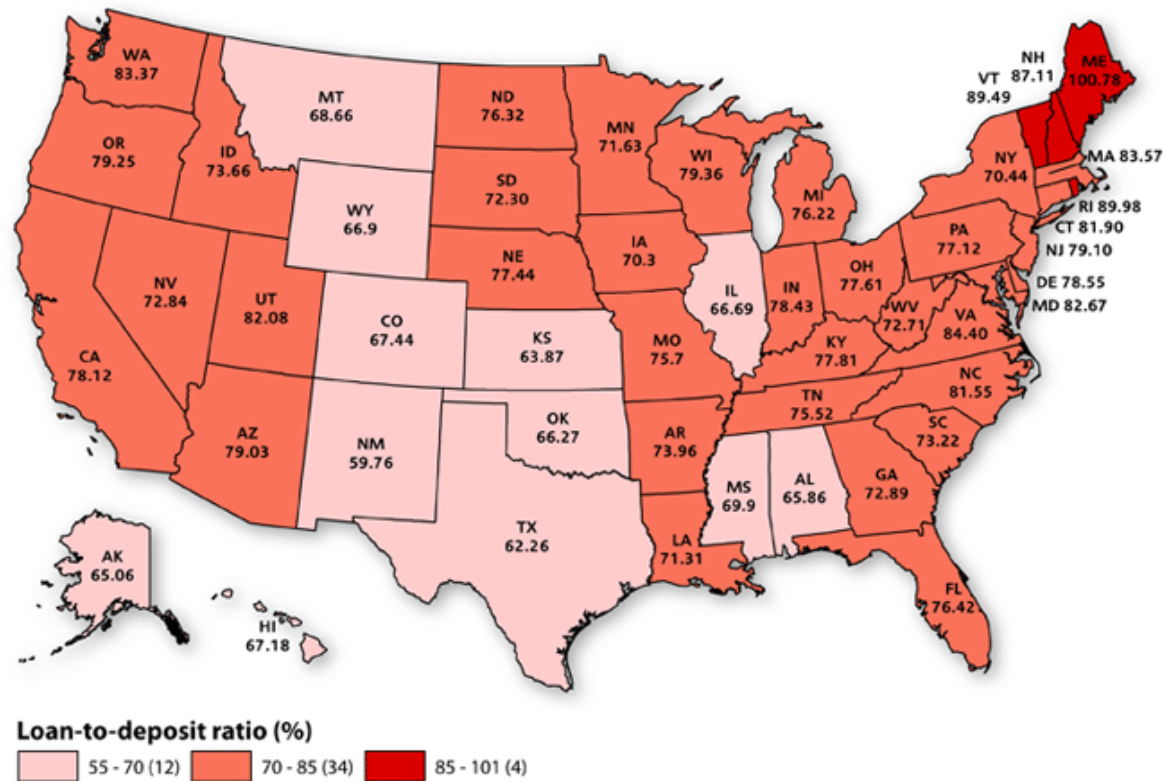 WA
83.37
MT
68.66
ND
76.32
MN
71.63
VT
89.49
NH
87.11
ME
100.78
OR
79.25
ID
73.66
WY
66.9
SD
72.30
WI
79.36
MI
76.22
NY
70.44
MA 83.57
RI 89.98
CT 81.90
NJ 79.10
NV
72.84
UT
82.08
CO
67.44
NE
77.44
IA
70.3
IL
66.69
IN
78.43
OH
77.61
PA
77.12
DE 78.55
MD 82.67
CA
78.12
KS
63.87
MO
75.7
KY
77.81
WV
72.71
VA
84.40
AZ
79.03
NM
59.76
OK
66.27
AR
73.96
TN
75.52
NC
81.55
SC
73.22
TX
62.26
LA
71.31
MS
69.9
AL
65.86
GA
72.89
FL
76.42
AK
65.06
HI
67.18
Loan-to-deposit ratio (%)
55 - 70 (12) 70 - 85 (34) 85 - 101 (4)